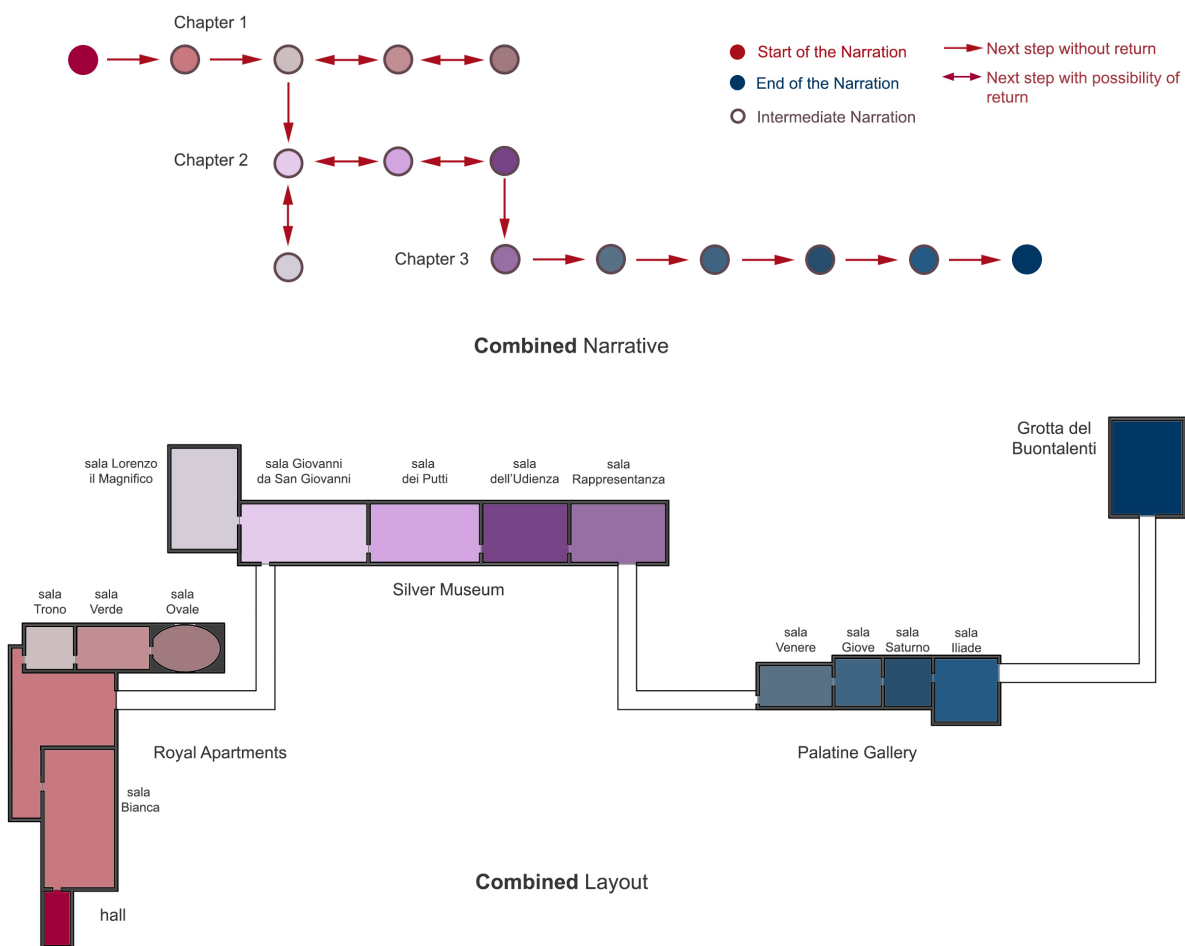 Chapter 1
Start of the Narration
Next step without return
End of the Narration
Next step with possibility of
return
Intermediate Narration
Chapter 2
Chapter 3
Combined Narrative
Grotta del
Buontalenti
sala Lorenzo
il Magnifico
sala Giovanni
da San Giovanni
sala
dei Putti
sala
dell'Udienza
sala
Rappresentanza
Silver Museum
sala
Trono
sala
Verde
sala
Ovale
sala
Venere
sala
Giove
sala
Saturno
sala
Iliade
Royal Apartments
Palatine Gallery
sala
Bianca
Combined Layout
hall